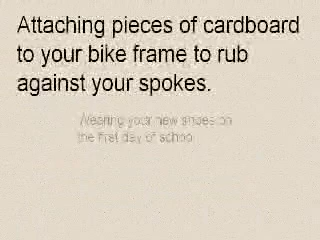 Attaching pieces of cardboard
to your bike frame to rub
against your spokes.
Wearing your new shoes on
the first day of school